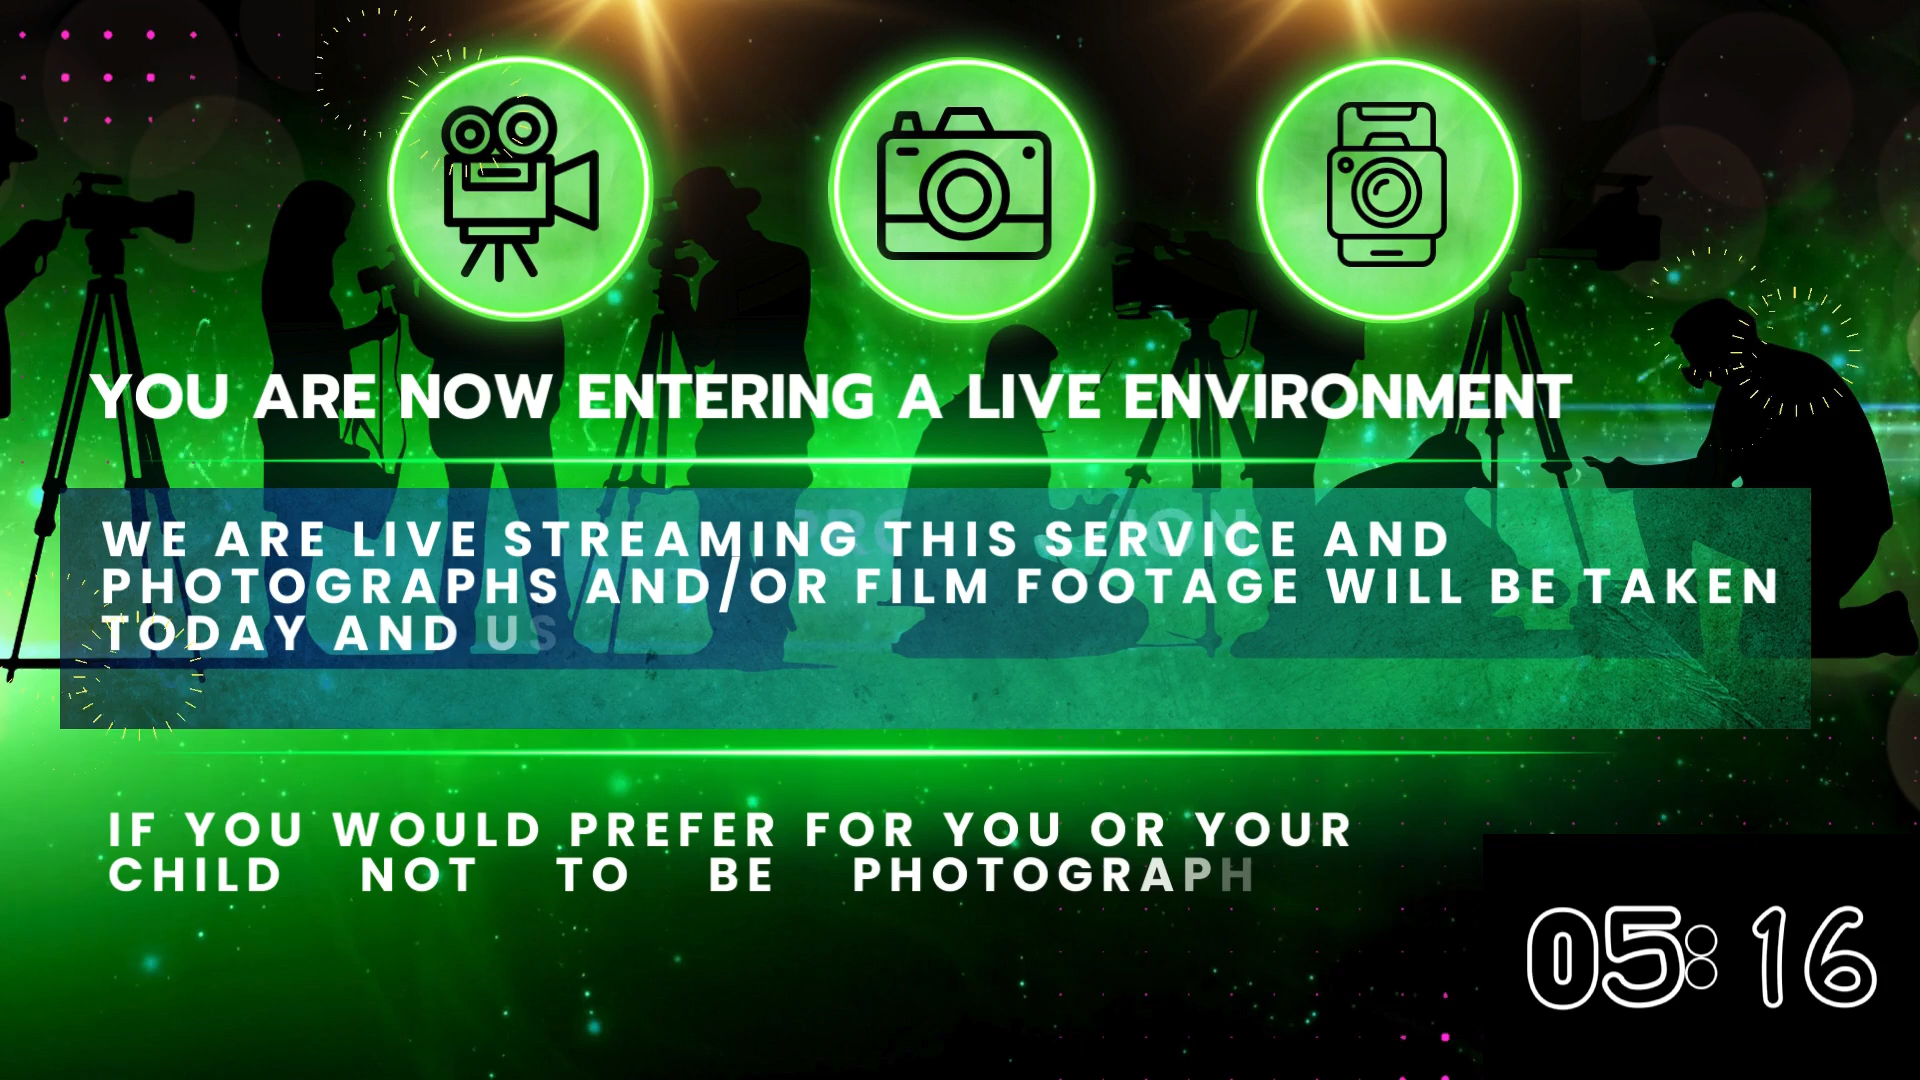 YOU ARE NOW ENTERING A LIVE ENVIRONMENT
WE ARE LIVE STREAMING THIS SERVICE AND
PHOTOGRAPHS AND/OR FILM FOOTAGE WILL BE TAKEN
TODAY AND US
IF YOU WOULD PREFER FOR YOU OR YOUR
CHILD NOT TO BE PHOTOGRAPH
05:16